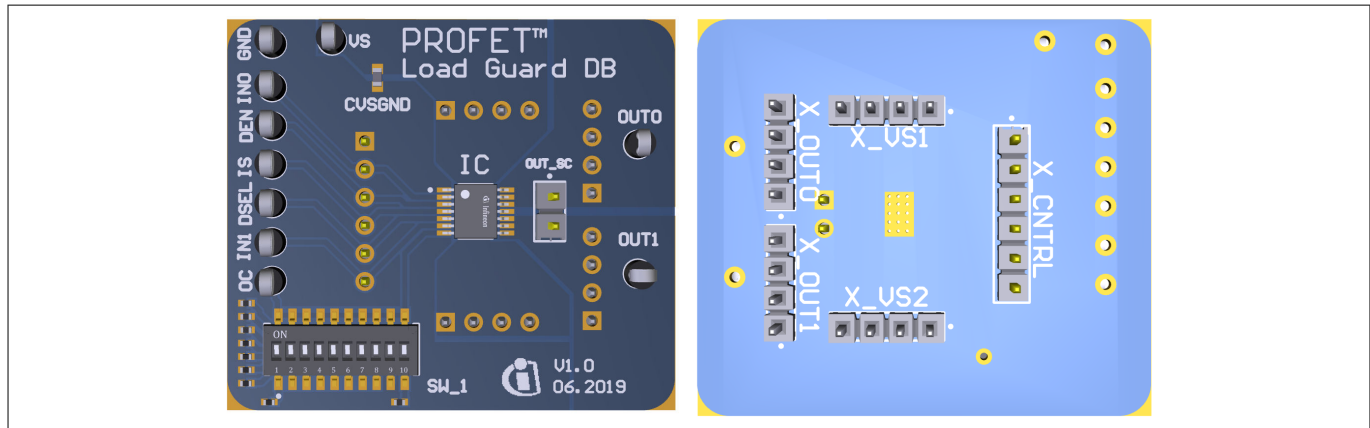 GND
VS
PROFET™
Load Guard DB
IN0
CVSGND
DEN
OUT0
IS
IC
OUT_SC
DSEL
infineon
IN1
OUT1
OC
ON
1 2 3 4 5 6 7 8 9 10
SW_1
V1.0
06.2019
X_OUT0
X_VS1
X_CNTRL
X_OUT1
X_VS2